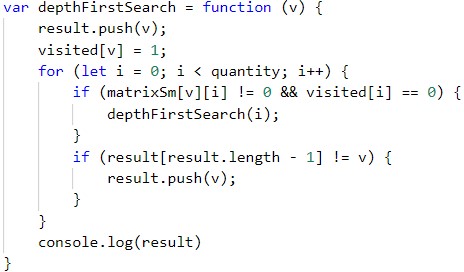 var depthFirstSearch = function (v) {
    result.push(v);
    visited[v] = 1;
    for (let i = 0; i < quantity; i++) {
        if (matrixSm[v][i] != 0 && visited[i] == 0) {
            depthFirstSearch(i);
        }
        if (result[result.length - 1] != v) {
            result.push(v);
        }
    }
    console.log(result)
}